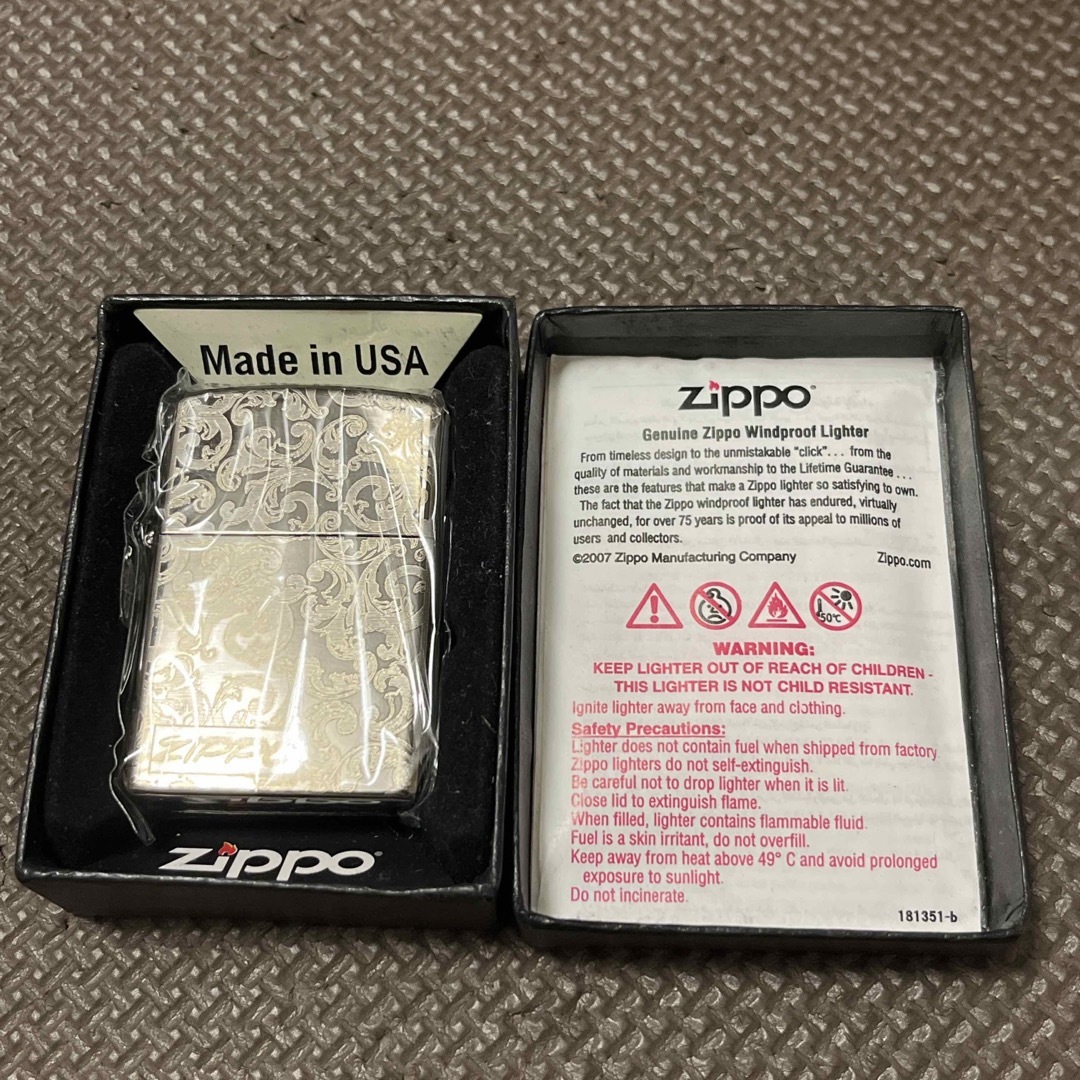 Made in USA
ZIPPO
zippo
zippo
Genuine Zippo Windproof Lighter
From timeless design to the unmistakable "click"... from the
quality of materials and workmanship to the Lifetime Guarantee ...
these are the features that make a Zippo lighter so satisfying to own.
The fact that the Zippo windproof lighter has endured, virtually
unchanged, for over 75 years is proof of its appeal to millions of
users and collectors.
©2007 Zippo Manufacturing Company Zippo.com
50°C
WARNING:
KEEP LIGHTER OUT OF REACH OF CHILDREN -
THIS LIGHTER IS NOT CHILD RESISTANT.
Ignite lighter away from face and clothing.
Safety Precautions:
Lighter does not contain fuel when shipped from factory.
Zippo lighters do not self-extinguish.
Be careful not to drop lighter when it is lit.
Close lid to extinguish flame.
When filled, lighter contains flammable fluid.
Fuel is a skin irritant, do not overfill.
Keep away from heat above 49° C and avoid prolonged
exposure to sunlight.
Do not incinerate.
181351-b